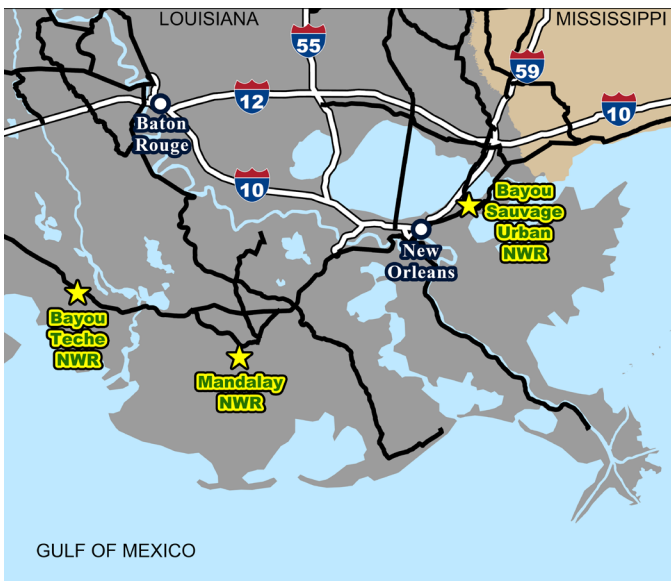 LOUISIANA
MISSISSIPPI
55
59
12
10
Baton
Rouge
10
Bayou
Sauvage
Urban
NWR
New
Orleans
Bayou
Teche
NWR
Mandalay
NWR
GULF OF MEXICO